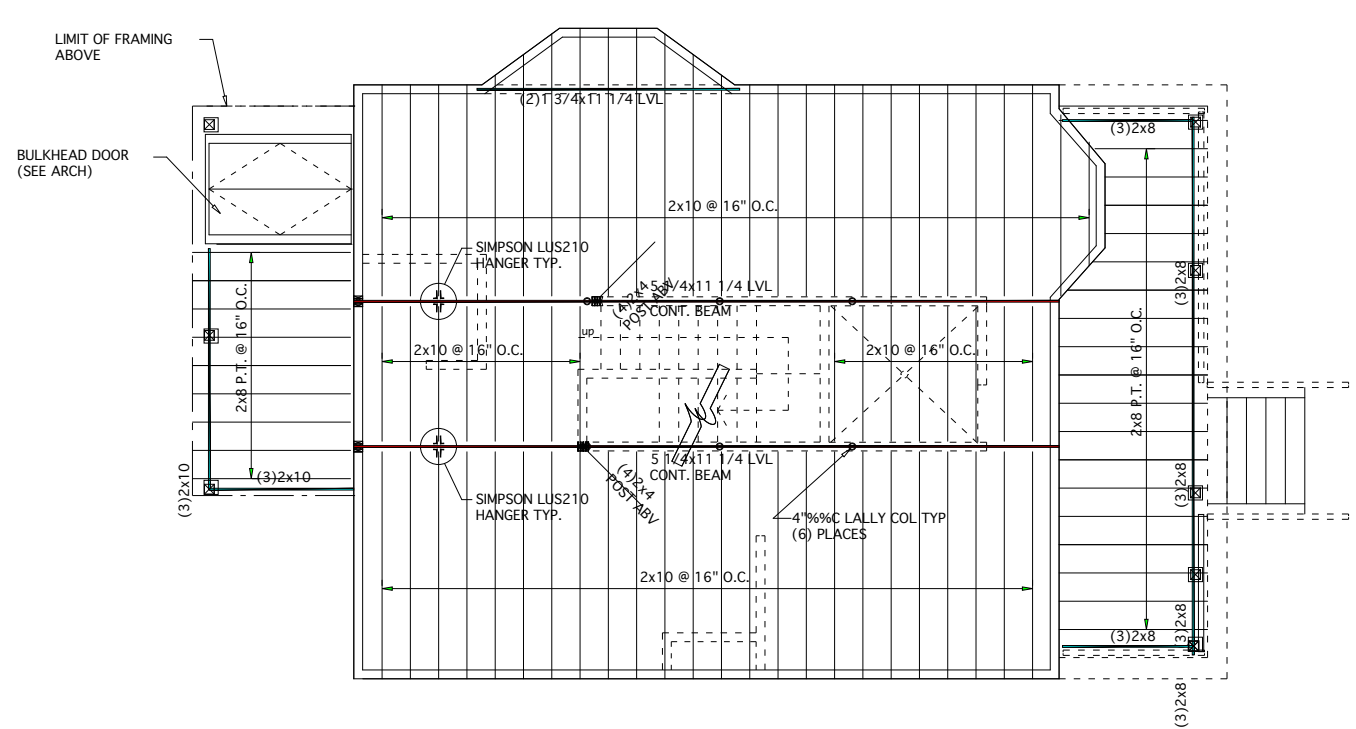 LIMIT OF FRAMING
ABOVE
(2)1 3/4x11 1/4 LVL
(3)2x8
BULKHEAD DOOR
(SEE ARCH)
2x10 @ 16" O.C.
SIMPSON LUS210
HANGER TYP.
(3)2x8
5 1/4x11 1/4 LVL
CONT. BEAM
(4)2x4
POST ABV
up
2x8 P.T. @ 16" O.C.
2x10 @ 16" O.C.
2x10 @ 16" O.C.
2x8 P.T. @ 16" O.C.
5 1/4x11 1/4 LVL
CONT. BEAM
(4)2x4
POST ABV
(3)2x10
(3)2x10
(3)2x8
SIMPSON LUS210
HANGER TYP.
4"%%C LALLY COL TYP
(6) PLACES
2x10 @ 16" O.C.
(3)2x8
(3)2x8
(3)2x8